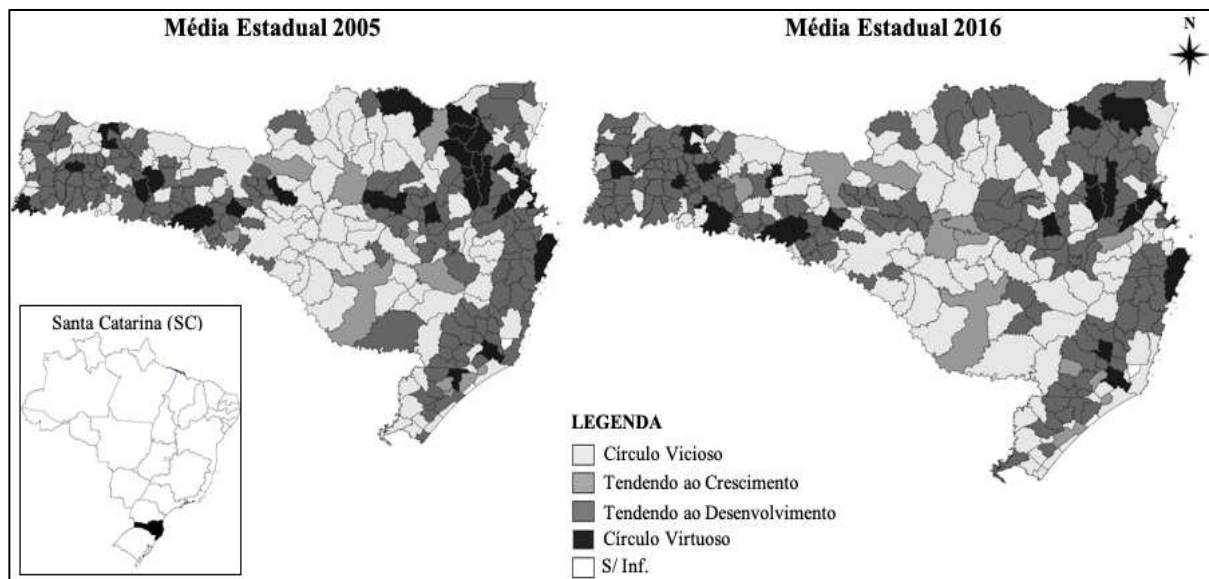 Média Estadual 2005
Média Estadual 2016
N
Santa Catarina (SC)
LEGENDA
Círculo Vicioso
Tendendo ao Crescimento
Tendendo ao Desenvolvimento
Círculo Virtuoso
S/ Inf.